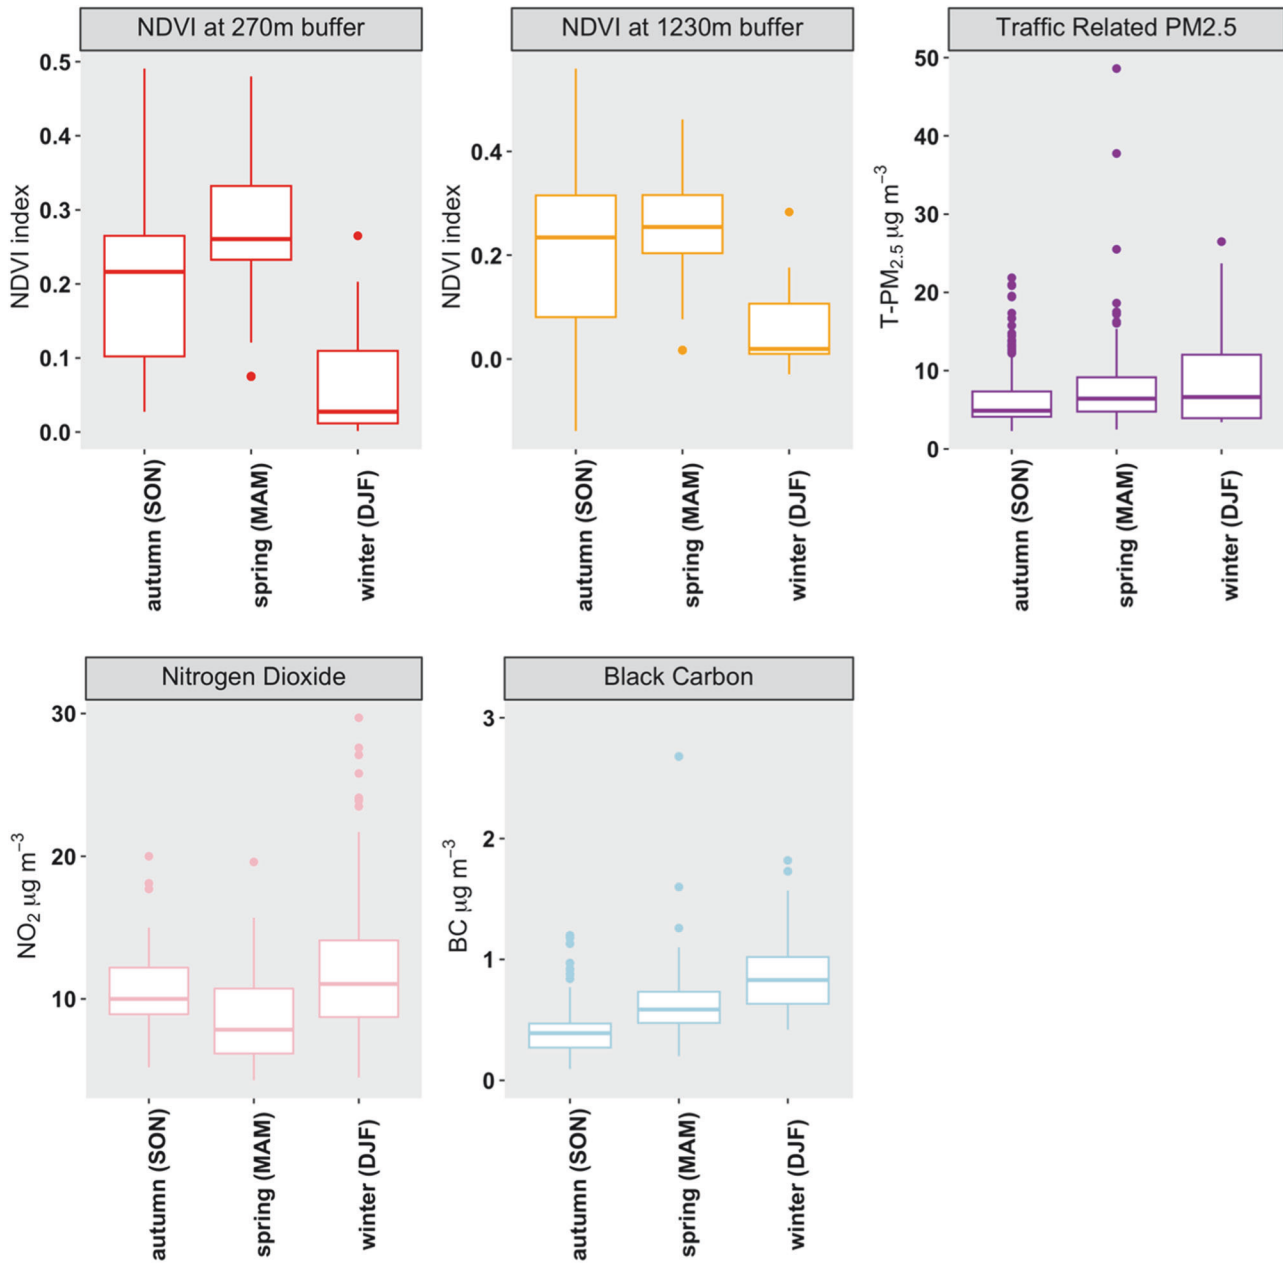 NDVI at 270m buffer
NDVI index
0.5
0.4
0.3
0.2
0.1
0.0
autumn (SON)
spring (MAM)
winter (DJF)
NDVI at 1230m buffer
NDVI index
0.4
0.2
0.0
autumn (SON)
spring (MAM)
winter (DJF)
Traffic Related PM2.5
T-PM2.5 µg m−3
50
40
30
20
10
0
autumn (SON)
spring (MAM)
winter (DJF)
Nitrogen Dioxide
NO2 µg m−3
30
20
10
autumn (SON)
spring (MAM)
winter (DJF)
Black Carbon
BC µg m−3
3
2
1
0
autumn (SON)
spring (MAM)
winter (DJF)